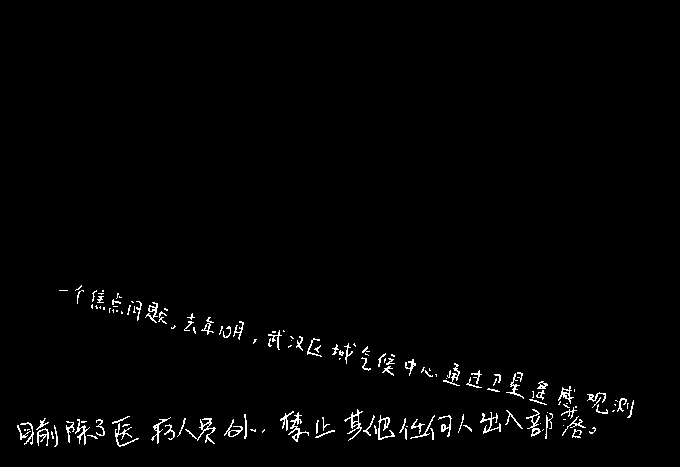 一个焦点问题。去年10月，武汉区域气候中心通过卫星遥感观测
目前除了医疗人员外，禁止其他任何人出入部落。